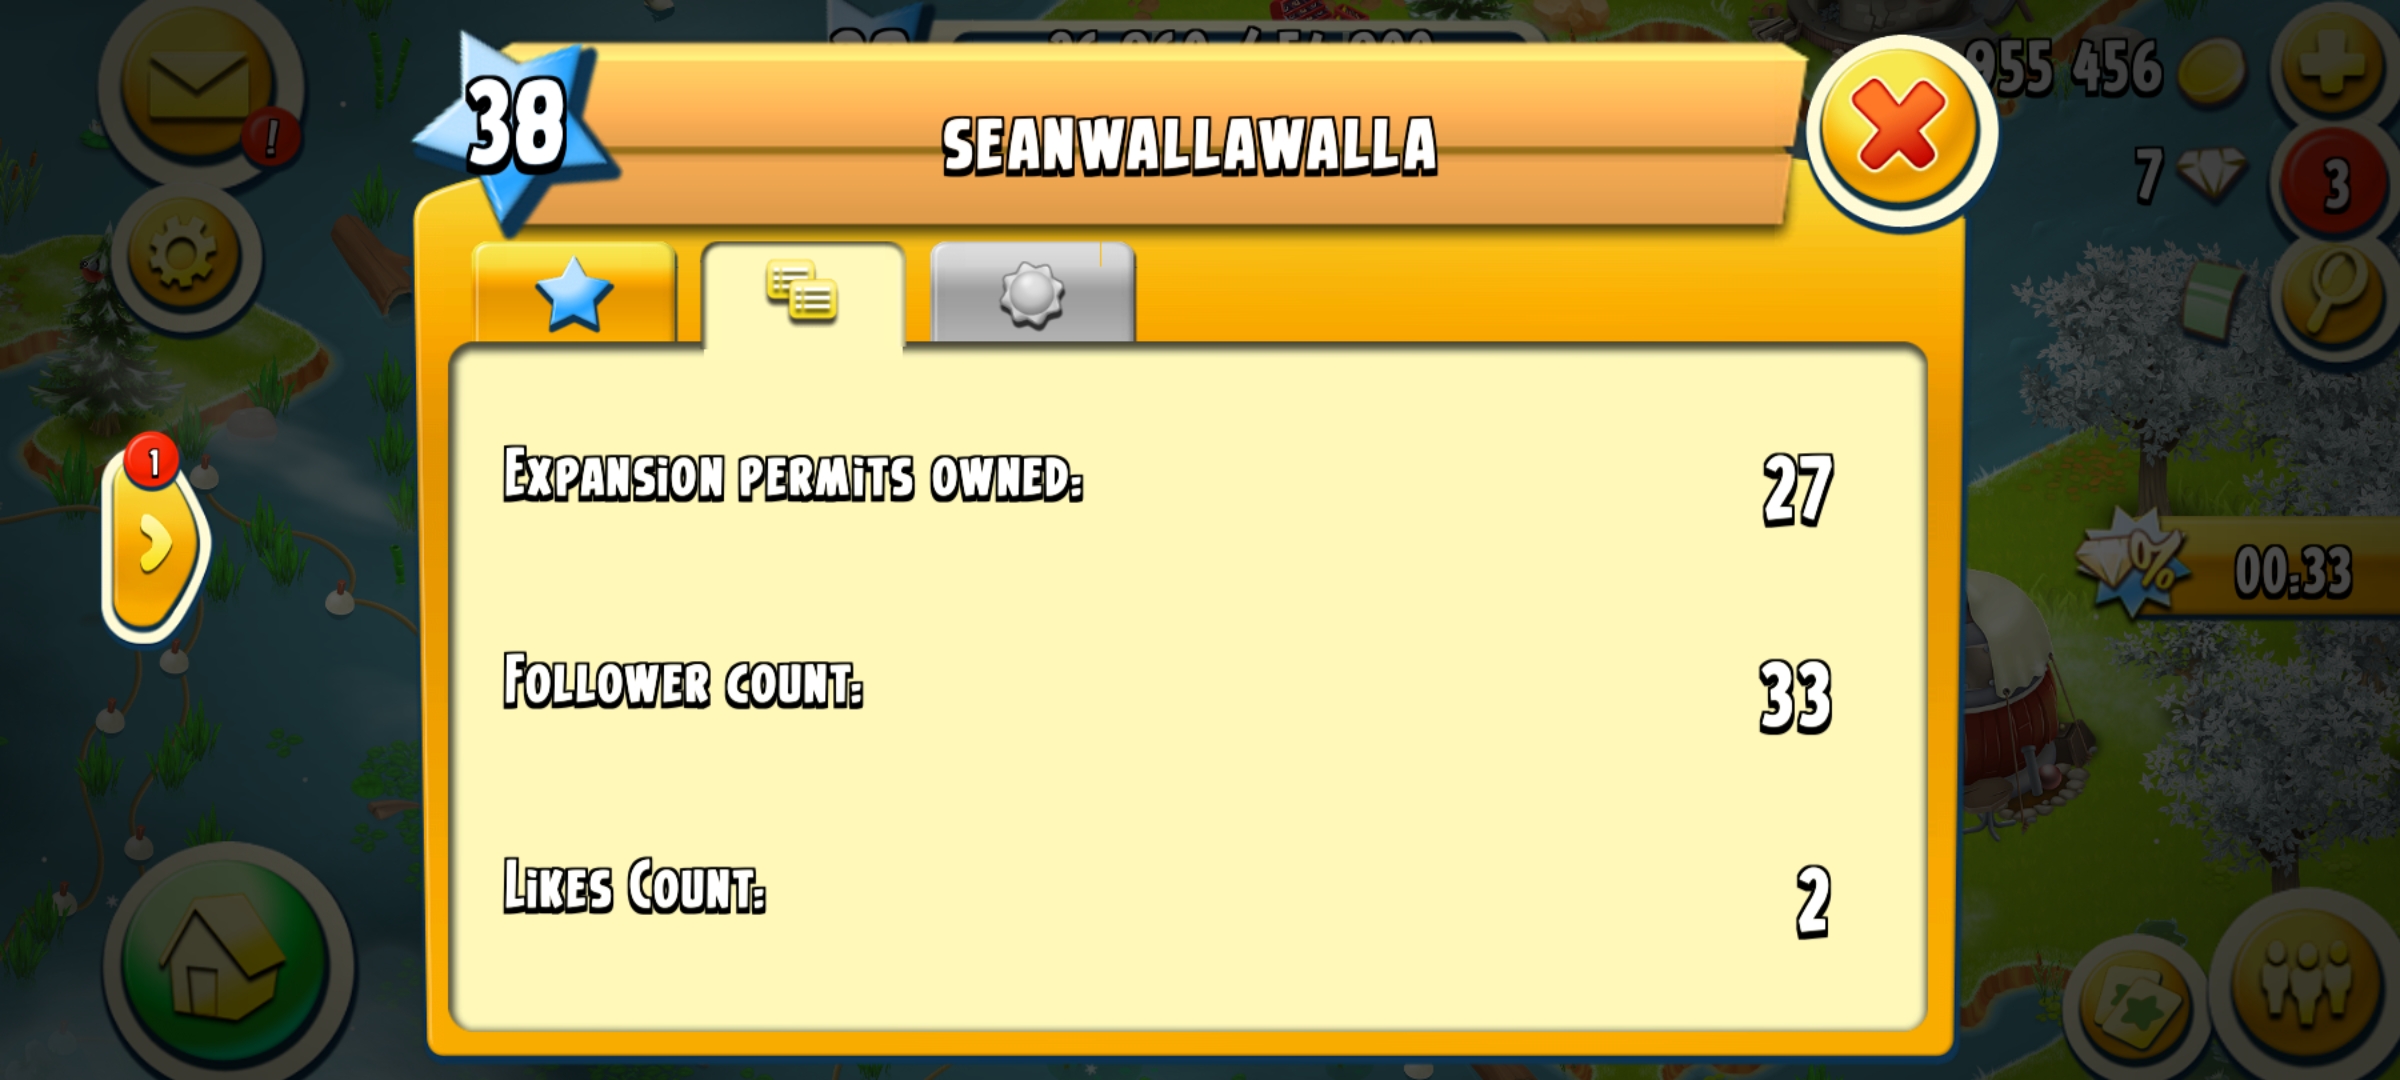 38
SEANWALLAWALLA
955 456
7
3
!
1
EXPANSION PERMITS OWNED:
27
00:33
FOLLOWER COUNT:
33
LIKES COUNT:
2